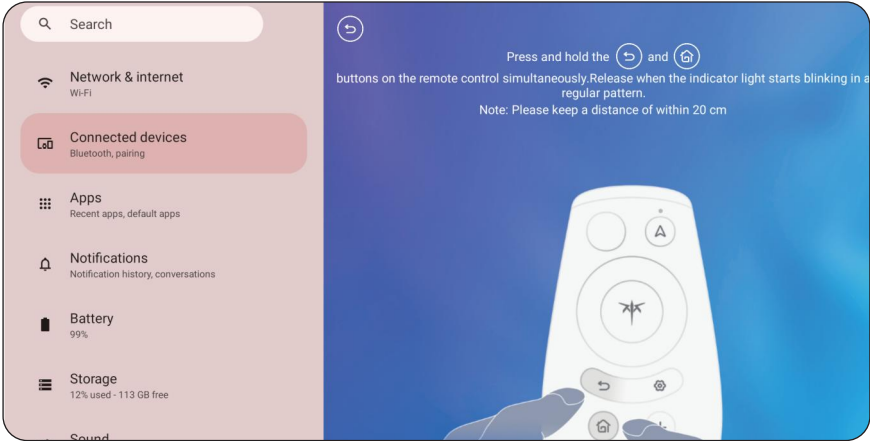 Search
Network & internet
Wi-Fi
Connected devices
Bluetooth, pairing
Apps
Recent apps, default apps
Notifications
Notification history, conversations
Battery
99%
Storage
12% used - 113 GB free
Sound
Press and hold the and
buttons on the remote control simultaneously.Release when the indicator light starts blinking in a
regular pattern.
Note: Please keep a distance of within 20 cm